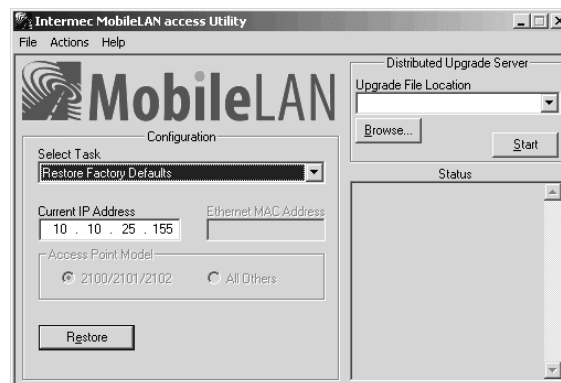 Intermec MobileLAN access Utility
File Actions Help
MobileLAN
Configuration
Select Task
Restore Factory Defaults
Current IP Address
10 . 10 . 25 . 155
Ethernet MAC Address
Access Point Model
2100/2101/2102
All Others
Restore
Distributed Upgrade Server
Upgrade File Location
Browse...
Start
Status